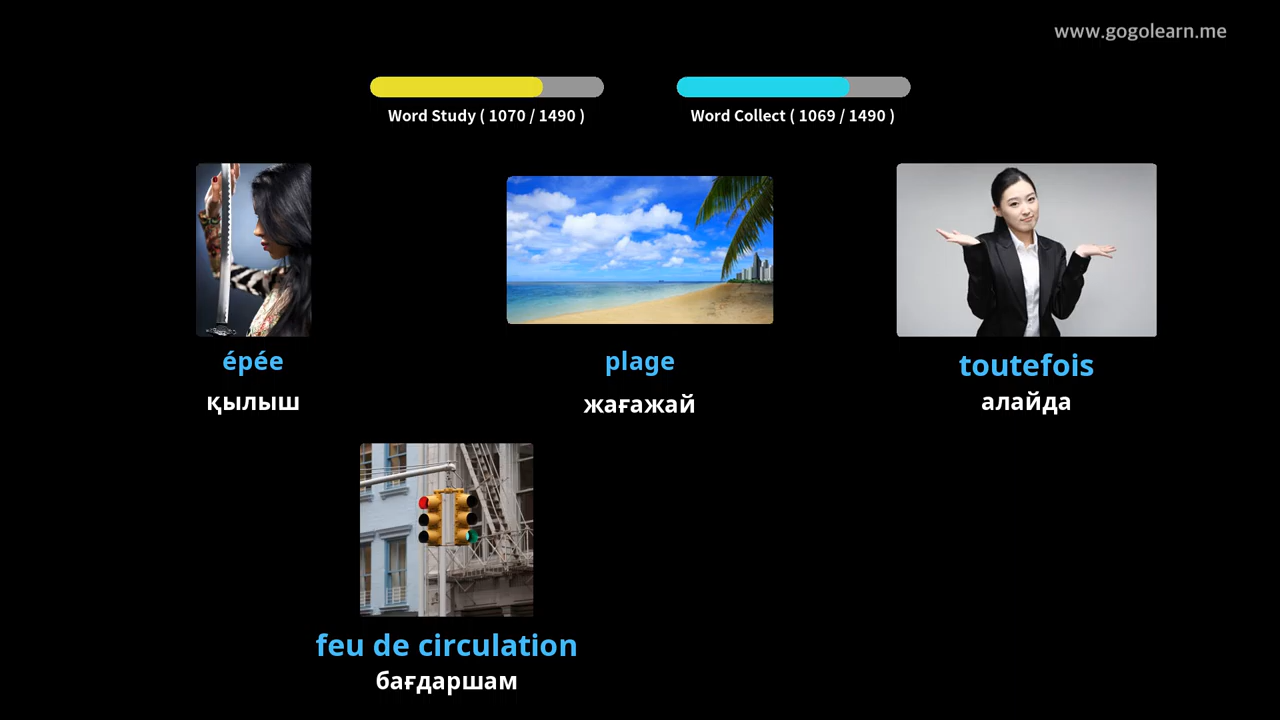 www.gogolearn.me
Word Study ( 1070 / 1490 )
Word Collect ( 1069 / 1490 )
épée
қылыш
plage
жағажай
toutefois
алайда
feu de circulation
бағдаршам